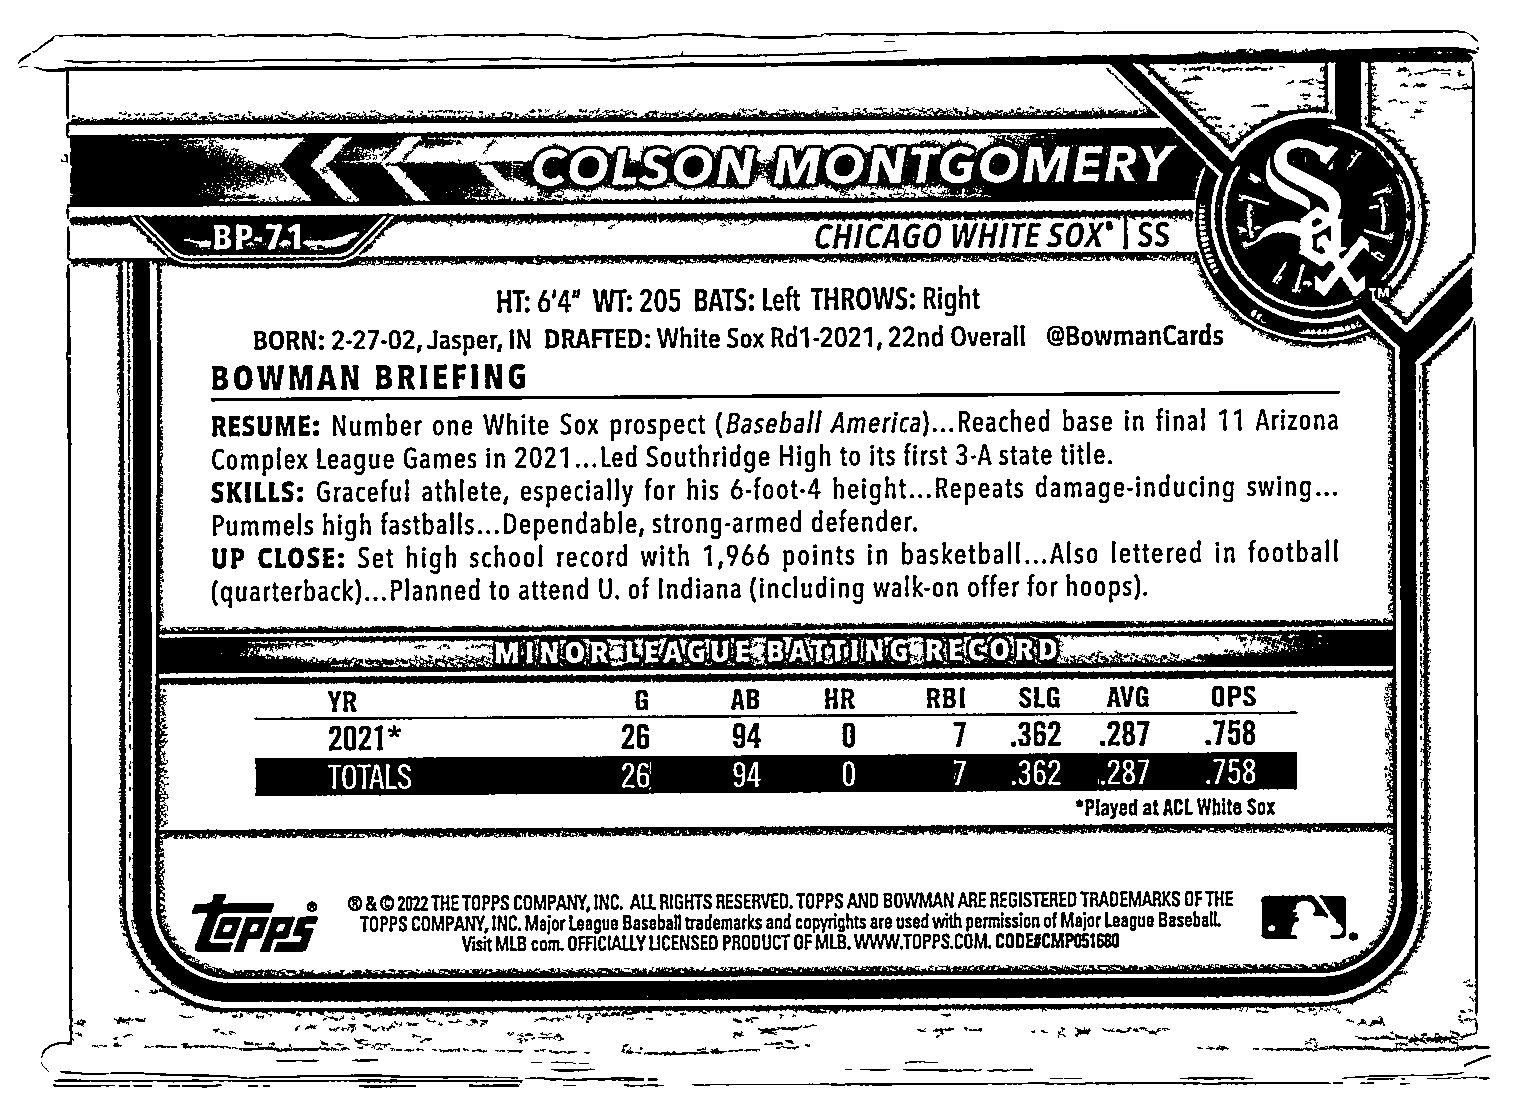 COLSON MONTGOMERY
BP-71
CHICAGO WHITE SOX® | SS
Sox
™
HT: 6'4" WT: 205 BATS: Left THROWS: Right
BORN: 2-27-02, Jasper, IN DRAFTED: White Sox Rd1-2021, 22nd Overall @BowmanCards
BOWMAN BRIEFING
RESUME: Number one White Sox prospect (Baseball America)...Reached base in final 11 Arizona
Complex League Games in 2021...Led Southridge High to its first 3-A state title.
SKILLS: Graceful athlete, especially for his 6-foot-4 height...Repeats damage-inducing swing...
Pummels high fastballs...Dependable, strong-armed defender.
UP CLOSE: Set high school record with 1,966 points in basketball...Also lettered in football
(quarterback)...Planned to attend U. of Indiana (including walk-on offer for hoops).
MINOR LEAGUE BATTING RECORD
YR G AB HR RBI SLG AVG OPS
2021* 26 94 0 7 .362 .287 .758
TOTALS 26 94 0 7 .362 .287 .758
*Played at ACL White Sox
Topps®
® & © 2022 THE TOPPS COMPANY, INC. ALL RIGHTS RESERVED. TOPPS AND BOWMAN ARE REGISTERED TRADEMARKS OF THE
TOPPS COMPANY, INC. Major League Baseball trademarks and copyrights are used with permission of Major League Baseball.
Visit MLB.com. OFFICIALLY LICENSED PRODUCT OF MLB. WWW.TOPPS.COM. CODE#CMP051680